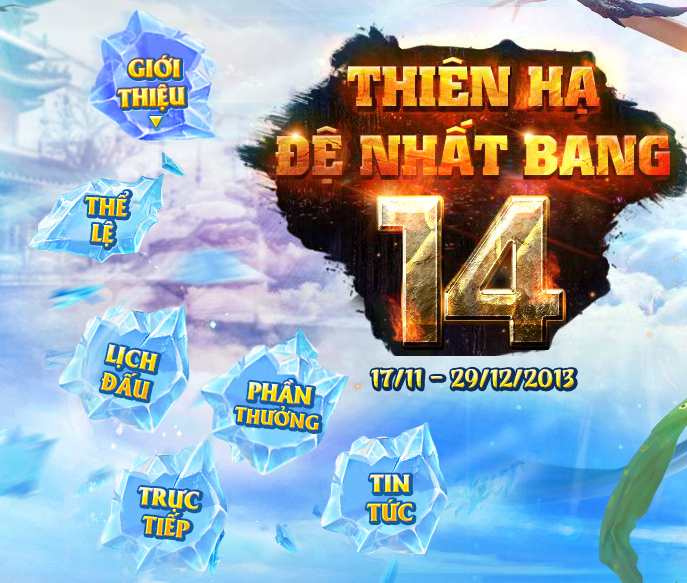 GIỚI
THIỆU
THIÊN HẠ
ĐỆ NHẤT BANG
14
17/11 - 29/12/2013
THỂ
LỆ
LỊCH
ĐẤU
PHẦN
THƯỞNG
TRỰC
TIẾP
TIN
TỨC